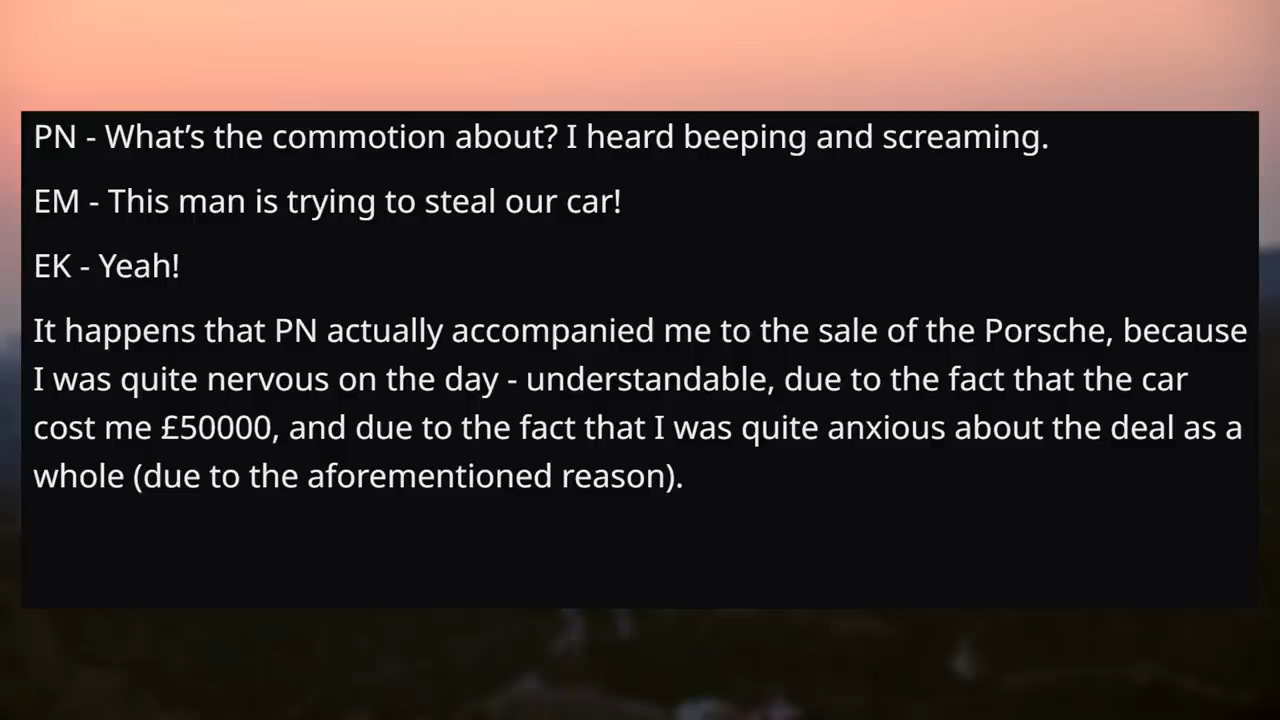 PN - What’s the commotion about? I heard beeping and screaming.
EM - This man is trying to steal our car!
EK - Yeah!
It happens that PN actually accompanied me to the sale of the Porsche, because
I was quite nervous on the day - understandable, due to the fact that the car
cost me £50000, and due to the fact that I was quite anxious about the deal as a
whole (due to the aforementioned reason).